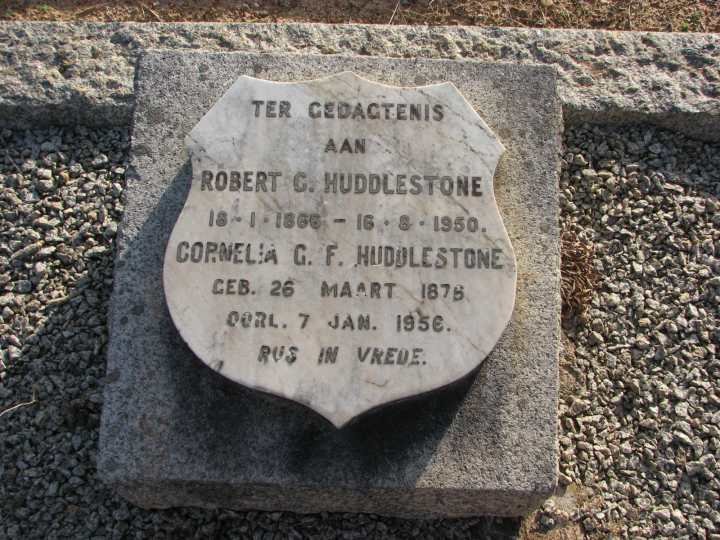 TER GEDAGTENIS
AAN
ROBERT G. HUDDLESTONE
18·1·1866 – 16·8·1950.
CORNELIA G. F. HUDDLESTONE
GEB. 26 MAART 1876
OORL. 7 JAN. 1956.
RUS IN VREDE.